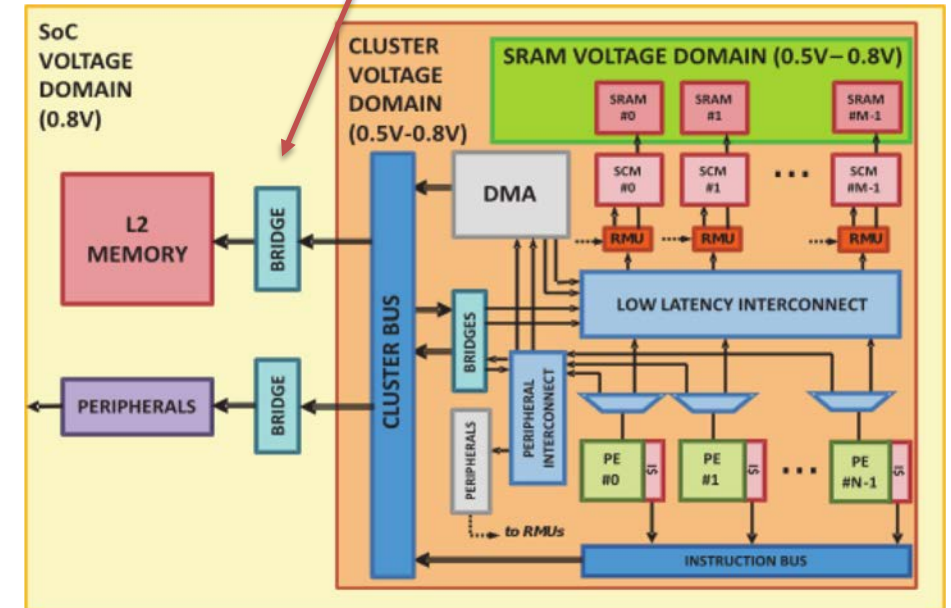 SoC
VOLTAGE
DOMAIN
(0.8V)
CLUSTER
VOLTAGE
DOMAIN
(0.5V-0.8V)
SRAM VOLTAGE DOMAIN (0.5V– 0.8V)
SRAM
#0
SRAM
#1
SRAM
#M-1
SCM
#0
SCM
#1
...
SCM
#M-1
RMU
RMU
RMU
DMA
L2
MEMORY
BRIDGE
CLUSTER BUS
BRIDGES
LOW LATENCY INTERCONNECT
PERIPHERALS
BRIDGE
PERIPHERAL
INTERCONNECT
PERIPHERALS
to RMUs
PE
#0
IS
PE
#1
IS
...
PE
#N-1
IS
INSTRUCTION BUS